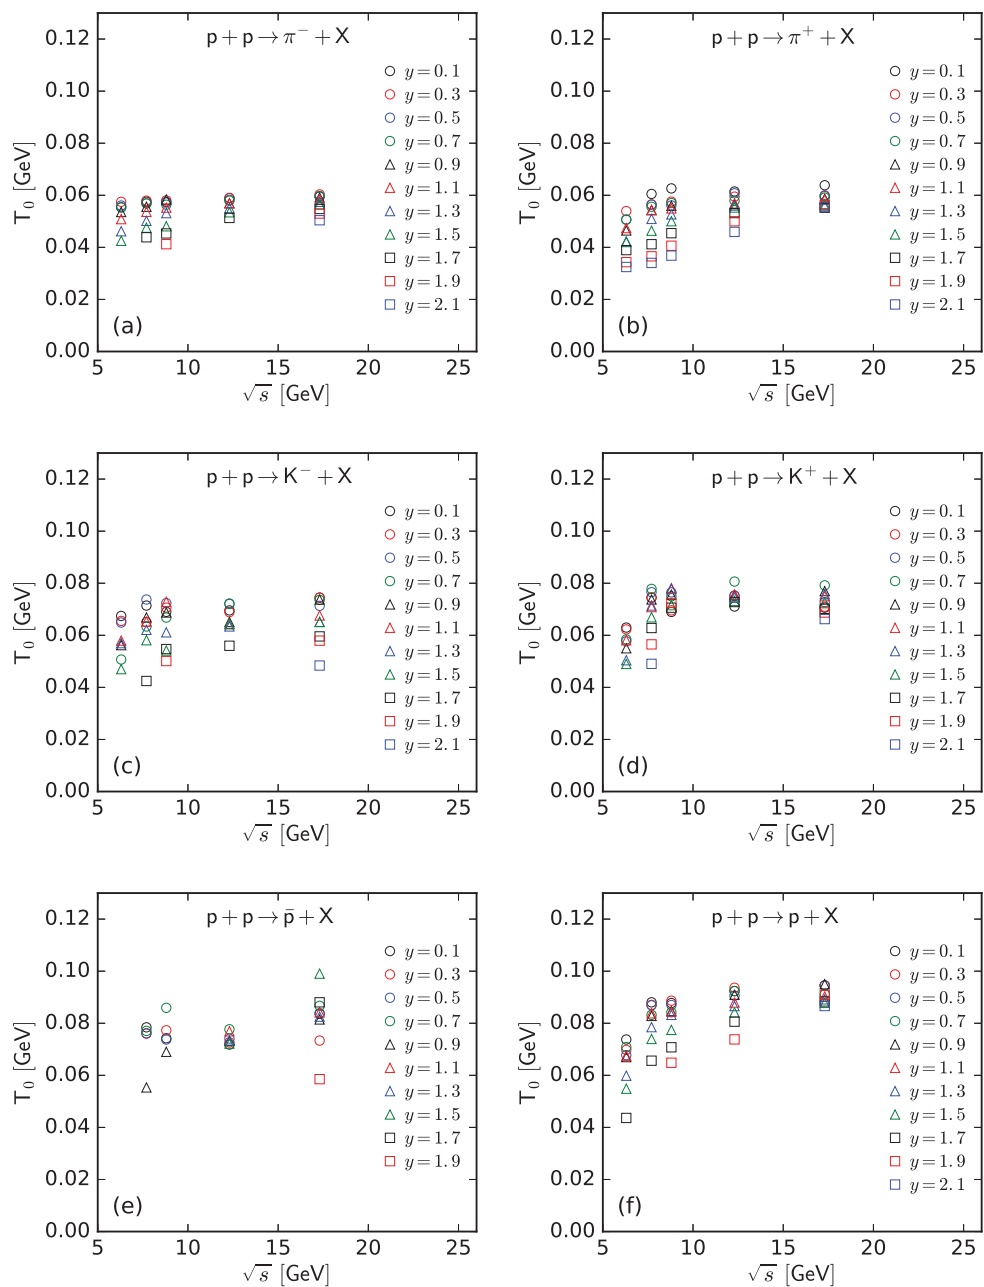 p + p → π⁻ + X
T₀ [GeV]
0.12
0.10
0.08
0.06
0.04
0.02
0.00
y = 0.1
y = 0.3
y = 0.5
y = 0.7
y = 0.9
y = 1.1
y = 1.3
y = 1.5
y = 1.7
y = 1.9
y = 2.1
(a)
5 10 15 20 25
√s [GeV]
p + p → π⁺ + X
T₀ [GeV]
0.12
0.10
0.08
0.06
0.04
0.02
0.00
y = 0.1
y = 0.3
y = 0.5
y = 0.7
y = 0.9
y = 1.1
y = 1.3
y = 1.5
y = 1.7
y = 1.9
y = 2.1
(b)
5 10 15 20 25
√s [GeV]
p + p → K⁻ + X
T₀ [GeV]
0.12
0.10
0.08
0.06
0.04
0.02
0.00
y = 0.1
y = 0.3
y = 0.5
y = 0.7
y = 0.9
y = 1.1
y = 1.3
y = 1.5
y = 1.7
y = 1.9
y = 2.1
(c)
5 10 15 20 25
√s [GeV]
p + p → K⁺ + X
T₀ [GeV]
0.12
0.10
0.08
0.06
0.04
0.02
0.00
y = 0.1
y = 0.3
y = 0.5
y = 0.7
y = 0.9
y = 1.1
y = 1.3
y = 1.5
y = 1.7
y = 1.9
y = 2.1
(d)
5 10 15 20 25
√s [GeV]
p + p → p̄ + X
T₀ [GeV]
0.12
0.10
0.08
0.06
0.04
0.02
0.00
y = 0.1
y = 0.3
y = 0.5
y = 0.7
y = 0.9
y = 1.1
y = 1.3
y = 1.5
y = 1.7
y = 1.9
(e)
5 10 15 20 25
√s [GeV]
p + p → p + X
T₀ [GeV]
0.12
0.10
0.08
0.06
0.04
0.02
0.00
y = 0.1
y = 0.3
y = 0.5
y = 0.7
y = 0.9
y = 1.1
y = 1.3
y = 1.5
y = 1.7
y = 1.9
y = 2.1
(f)
5 10 15 20 25
√s [GeV]